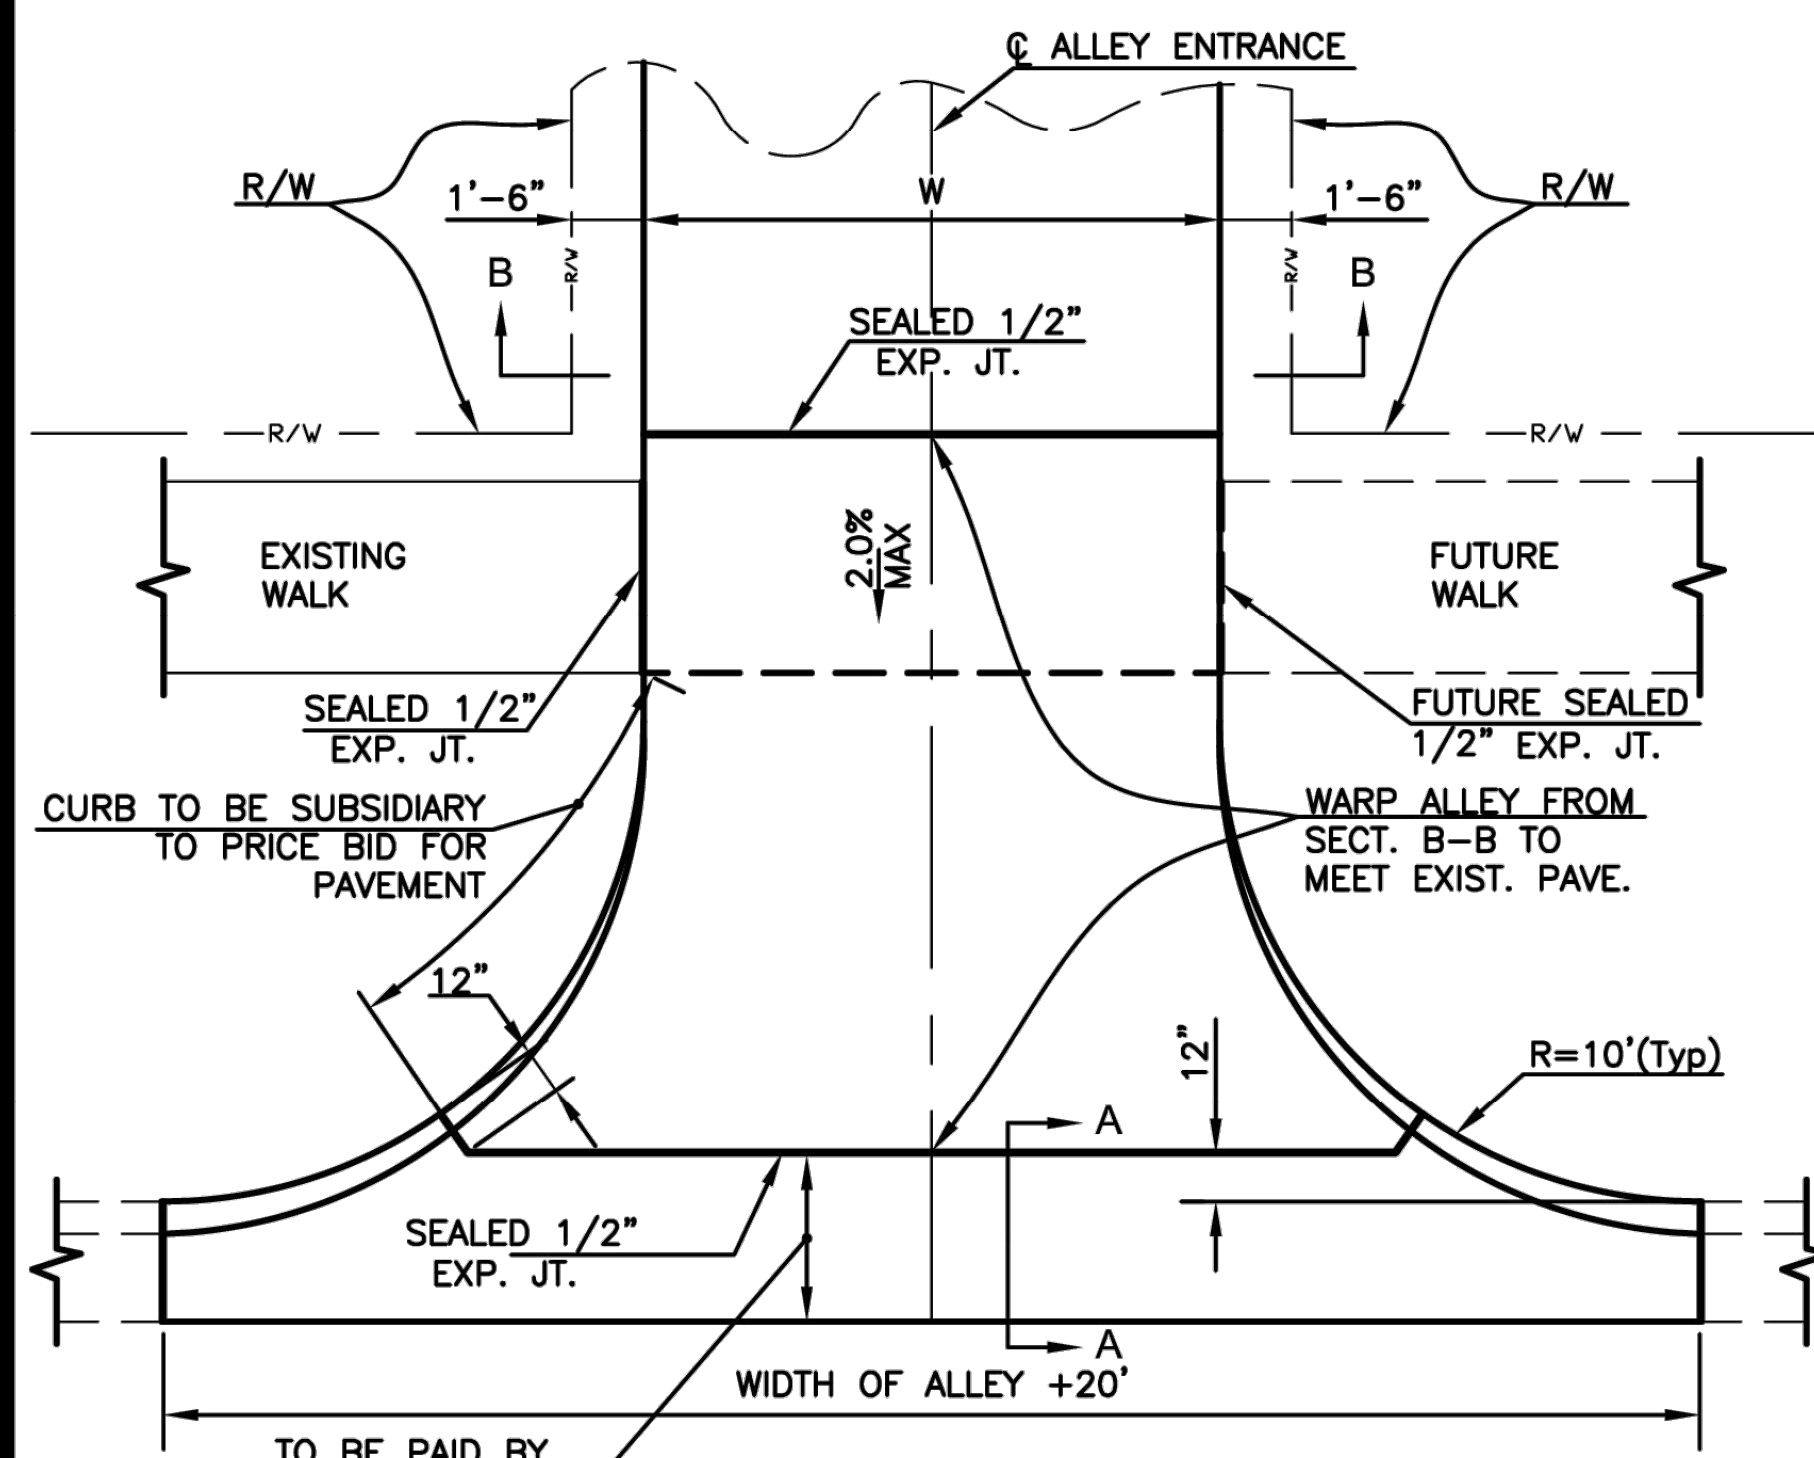 ℄ ALLEY ENTRANCE
R/W
1'-6"
W
1'-6"
R/W
B
R/W
R/W
B
SEALED 1/2"
EXP. JT.
R/W
R/W
EXISTING
WALK
2.0%
MAX
FUTURE
WALK
SEALED 1/2"
EXP. JT.
FUTURE SEALED
1/2" EXP. JT.
CURB TO BE SUBSIDIARY
TO PRICE BID FOR
PAVEMENT
WARP ALLEY FROM
SECT. B-B TO
MEET EXIST. PAVE.
12"
12"
R=10'(Typ)
A
SEALED 1/2"
EXP. JT.
A
WIDTH OF ALLEY +20'
TO BE PAID BY